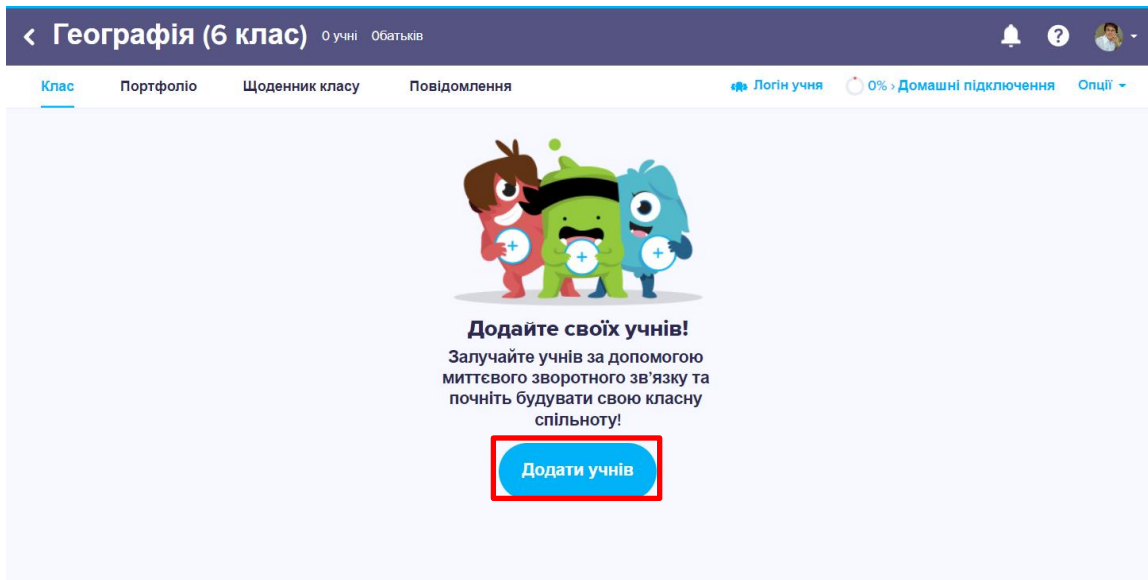 Географія (6 клас) 0 учні 0батьків
Клас Портфоліо Щоденник класу Повідомлення Логін учня 0% › Домашні підключення Опції
Додайте своїх учнів!
Залучайте учнів за допомогою
миттєвого зворотного зв’язку та
почніть будувати свою класну
спільноту!
Додати учнів